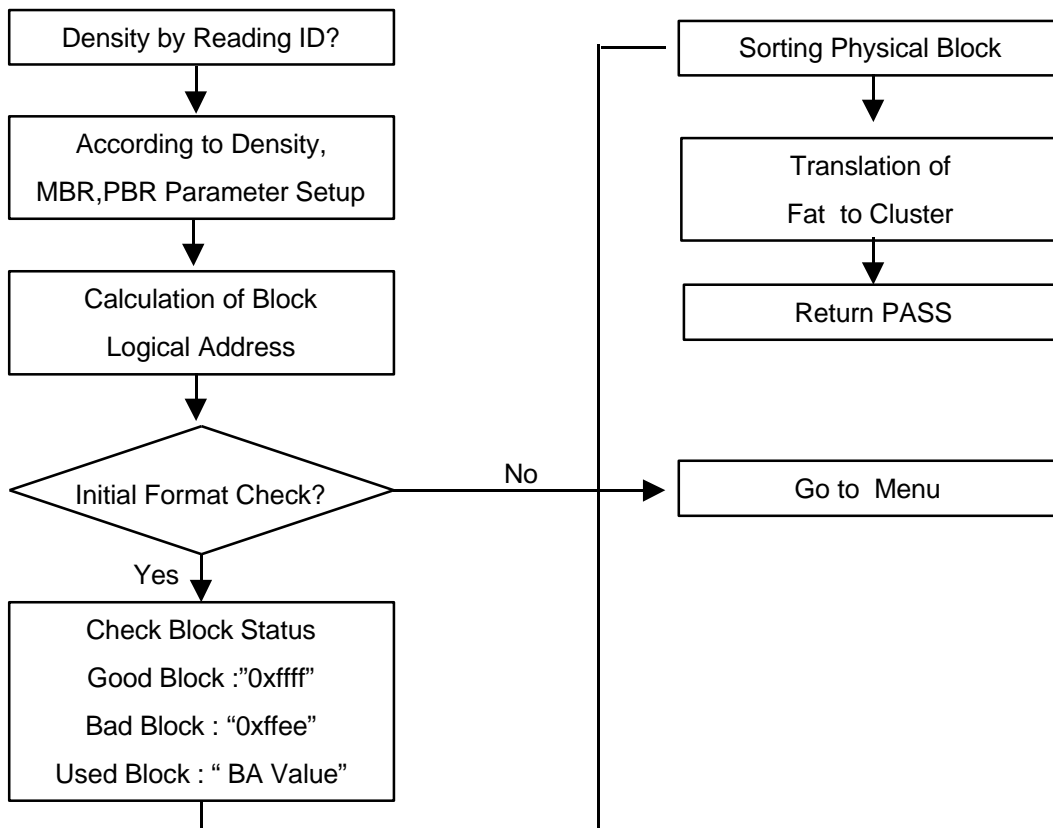 Density by Reading ID?
According to Density,
MBR,PBR Parameter Setup
Calculation of Block
Logical Address
Initial Format Check?
No
Yes
Check Block Status
Good Block :”0xffff”
Bad Block : “0xffee”
Used Block : “ BA Value”
Sorting Physical Block
Translation of
Fat to Cluster
Return PASS
Go to Menu